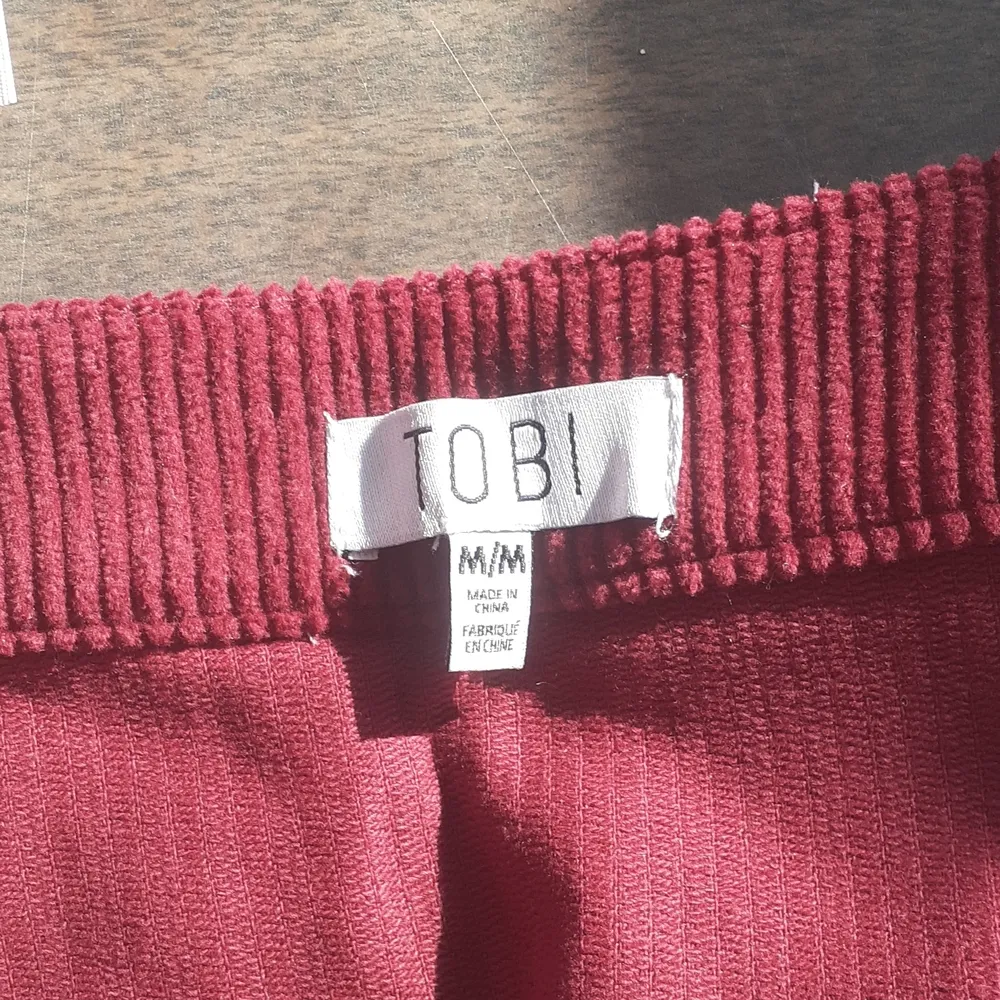 TOBI
M/M
MADE IN
CHINA
FABRIQUÉ
EN CHINE